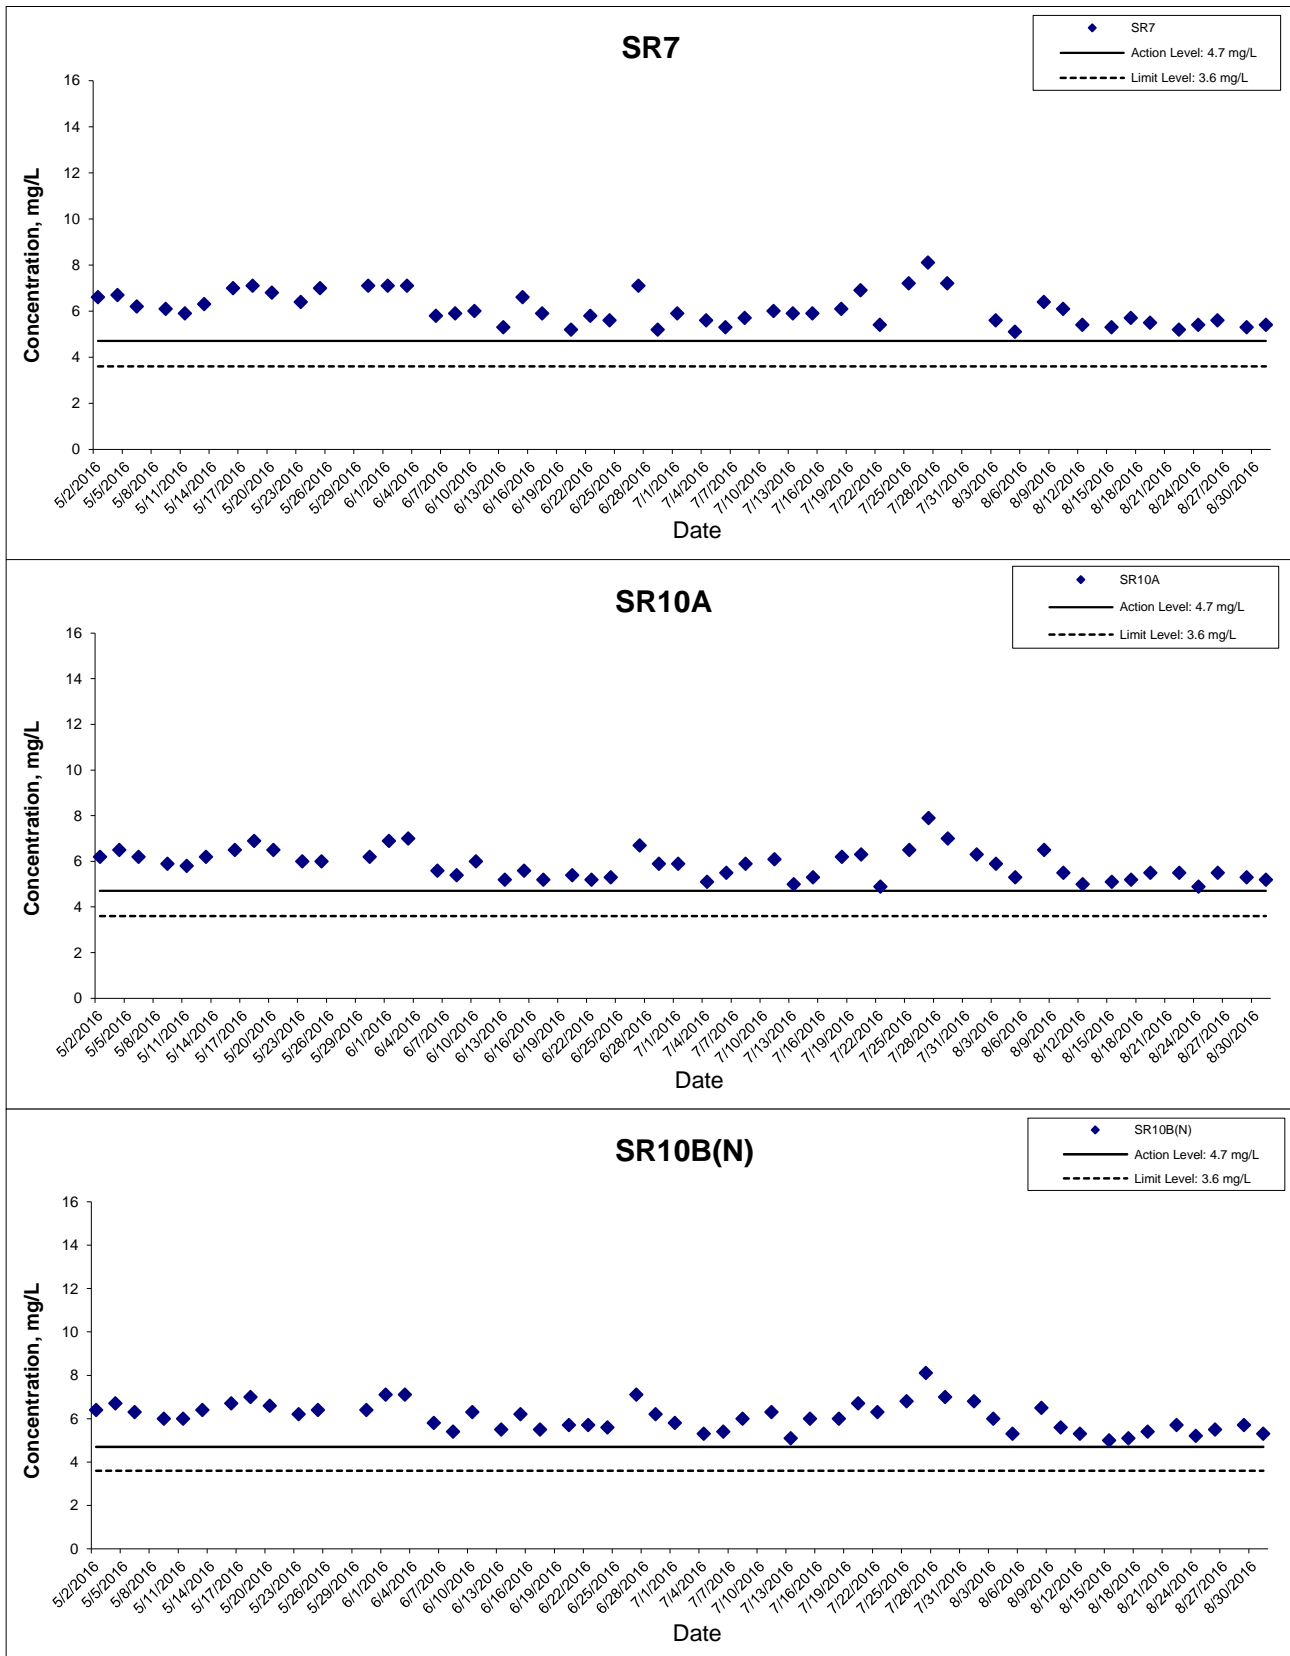 SR7
SR7
Action Level: 4.7 mg/L
Limit Level: 3.6 mg/L
Concentration, mg/L
16
14
12
10
8
6
4
2
0
5/2/2016 5/5/2016 5/8/2016 5/11/2016 5/14/2016 5/17/2016 5/20/2016 5/23/2016 5/26/2016 5/29/2016 6/1/2016 6/4/2016 6/7/2016 6/10/2016 6/13/2016 6/16/2016 6/19/2016 6/22/2016 6/25/2016 6/28/2016 7/1/2016 7/4/2016 7/7/2016 7/10/2016 7/13/2016 7/16/2016 7/19/2016 7/22/2016 7/25/2016 7/28/2016 7/31/2016 8/3/2016 8/6/2016 8/9/2016 8/12/2016 8/15/2016 8/18/2016 8/21/2016 8/24/2016 8/27/2016 8/30/2016
Date
SR10A
SR10A
Action Level: 4.7 mg/L
Limit Level: 3.6 mg/L
Concentration, mg/L
16
14
12
10
8
6
4
2
0
5/2/2016 5/5/2016 5/8/2016 5/11/2016 5/14/2016 5/17/2016 5/20/2016 5/23/2016 5/26/2016 5/29/2016 6/1/2016 6/4/2016 6/7/2016 6/10/2016 6/13/2016 6/16/2016 6/19/2016 6/22/2016 6/25/2016 6/28/2016 7/1/2016 7/4/2016 7/7/2016 7/10/2016 7/13/2016 7/16/2016 7/19/2016 7/22/2016 7/25/2016 7/28/2016 7/31/2016 8/3/2016 8/6/2016 8/9/2016 8/12/2016 8/15/2016 8/18/2016 8/21/2016 8/24/2016 8/27/2016 8/30/2016
Date
SR10B(N)
SR10B(N)
Action Level: 4.7 mg/L
Limit Level: 3.6 mg/L
Concentration, mg/L
16
14
12
10
8
6
4
2
0
5/2/2016 5/5/2016 5/8/2016 5/11/2016 5/14/2016 5/17/2016 5/20/2016 5/23/2016 5/26/2016 5/29/2016 6/1/2016 6/4/2016 6/7/2016 6/10/2016 6/13/2016 6/16/2016 6/19/2016 6/22/2016 6/25/2016 6/28/2016 7/1/2016 7/4/2016 7/7/2016 7/10/2016 7/13/2016 7/16/2016 7/19/2016 7/22/2016 7/25/2016 7/28/2016 7/31/2016 8/3/2016 8/6/2016 8/9/2016 8/12/2016 8/15/2016 8/18/2016 8/21/2016 8/24/2016 8/27/2016 8/30/2016
Date